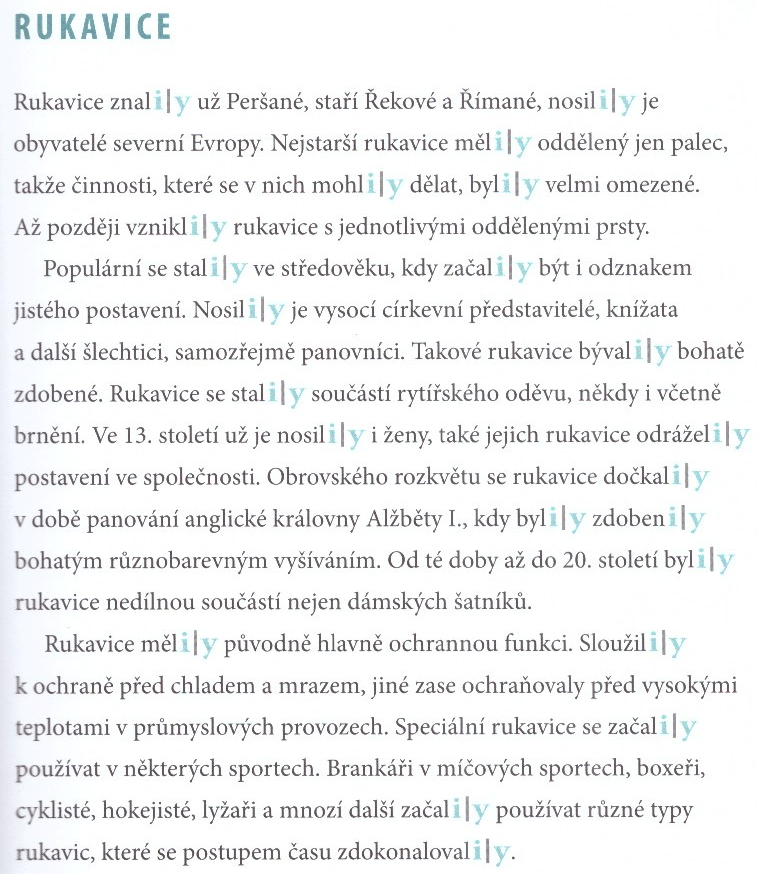 RUKAVICE
Rukavice znali|y už Peršané, staří Řekové a Římané, nosili|y je
obyvatelé severní Evropy. Nejstarší rukavice měli|y oddělený jen palec,
takže činnosti, které se v nich mohli|y dělat, byli|y velmi omezené.
Až později vznikli|y rukavice s jednotlivými oddělenými prsty.
Populární se stali|y ve středověku, kdy začali|y být i odznakem
jistého postavení. Nosili|y je vysocí církevní představitelé, knížata
a další šlechtici, samozřejmě panovníci. Takové rukavice bývali|y bohatě
zdobené. Rukavice se stali|y součástí rytířského oděvu, někdy i včetně
brnění. Ve 13. století už je nosili|y i ženy, také jejich rukavice odráželi|y
postavení ve společnosti. Obrovského rozkvětu se rukavice dočkali|y
v době panování anglické královny Alžběty I., kdy byli|y zdobeni|y
bohatým různobarevným vyšíváním. Od té doby až do 20. století byli|y
rukavice nedílnou součástí nejen dámských šatníků.
Rukavice měli|y původně hlavně ochrannou funkci. Sloužili|y
k ochraně před chladem a mrazem, jiné zase ochraňovaly před vysokými
teplotami v průmyslových provozech. Speciální rukavice se začali|y
používat v některých sportech. Brankáři v míčových sportech, boxeři,
cyklisté, hokejisté, lyžaři a mnozí další začali|y používat různé typy
rukavic, které se postupem času zdokonalovali|y.